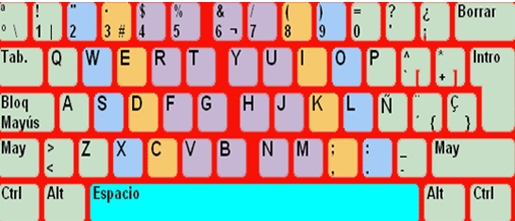 ª ! " · $ % & / ( ) = ? ¿ Borrar
º \ 1 | 2 3 # 4 5 6 ¬ 7 8 9 0 ' ¡
Tab. Q W E R T Y U I O P ^ ` [ * + ] Intro
Bloq A S D F G H J K L Ñ ¨ ´ { Ç }
Mayús
May > < Z X C V B N M ; , : . _ - May
Ctrl Alt Espacio Alt Ctrl